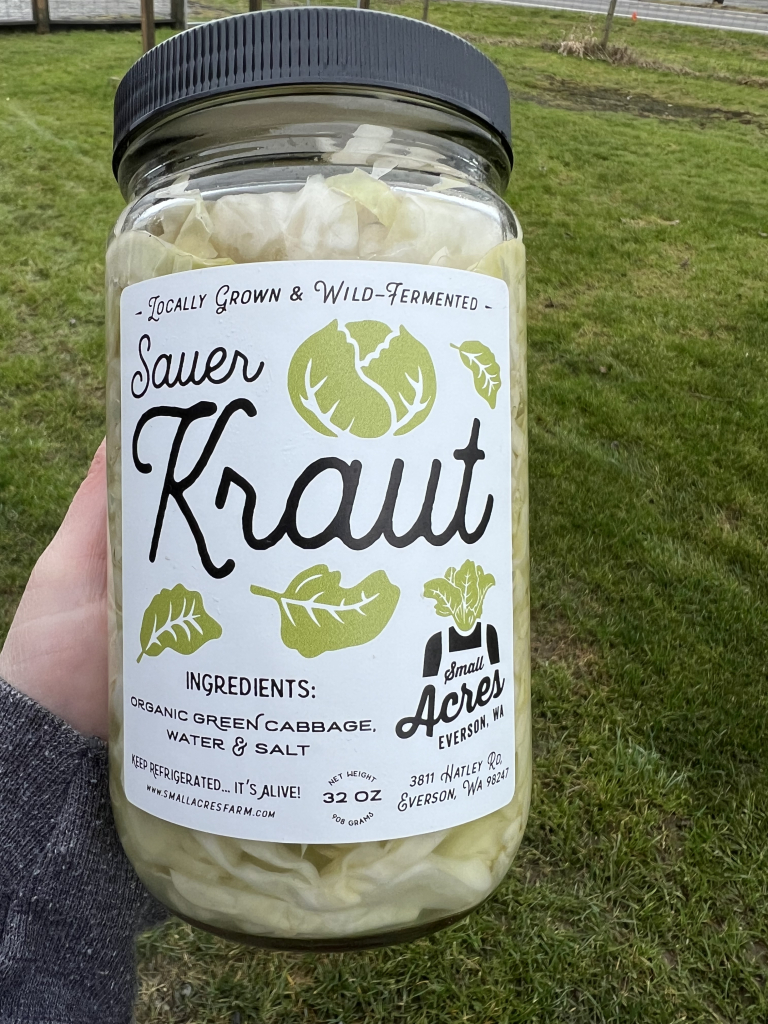 - Locally Grown & Wild-Fermented -
Sauer
Kraut
Small
Acres
EVERSON, WA
INGREDIENTS:
ORGANIC GREEN CABBAGE,
WATER & SALT
KEEP REFRIGERATED... IT'S ALIVE!
WWW.SMALLACRESFARM.COM
NET WEIGHT
32 OZ
908 GRAMS
3811 Hatley Rd,
Everson, WA 98247